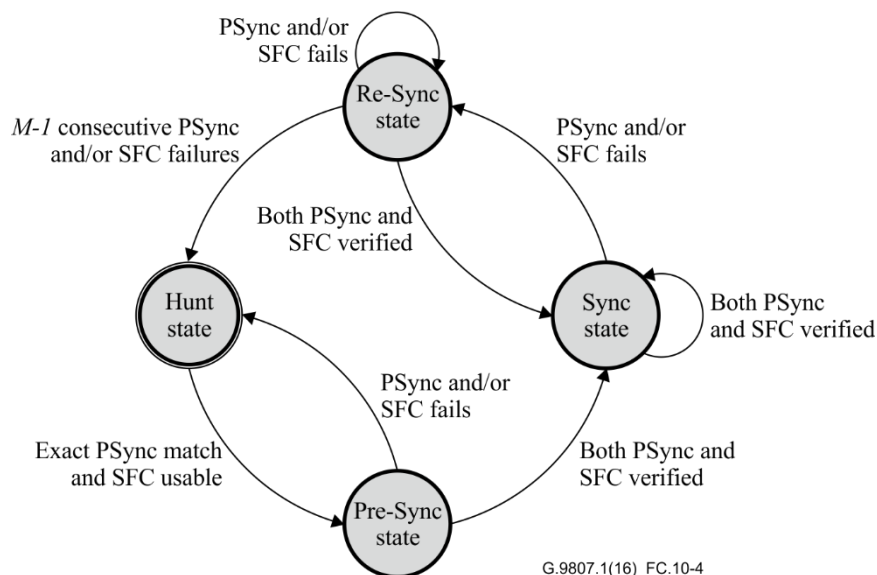 PSync and/or
SFC fails
Re-Sync
state
M-1 consecutive PSync
and/or SFC failures
PSync and/or
SFC fails
Both PSync and
SFC verified
Hunt
state
Sync
state
Both PSync
and SFC verified
PSync and/or
SFC fails
Exact PSync match
and SFC usable
Both PSync and
SFC verified
Pre-Sync
state
G.9807.1(16)_FC.10-4